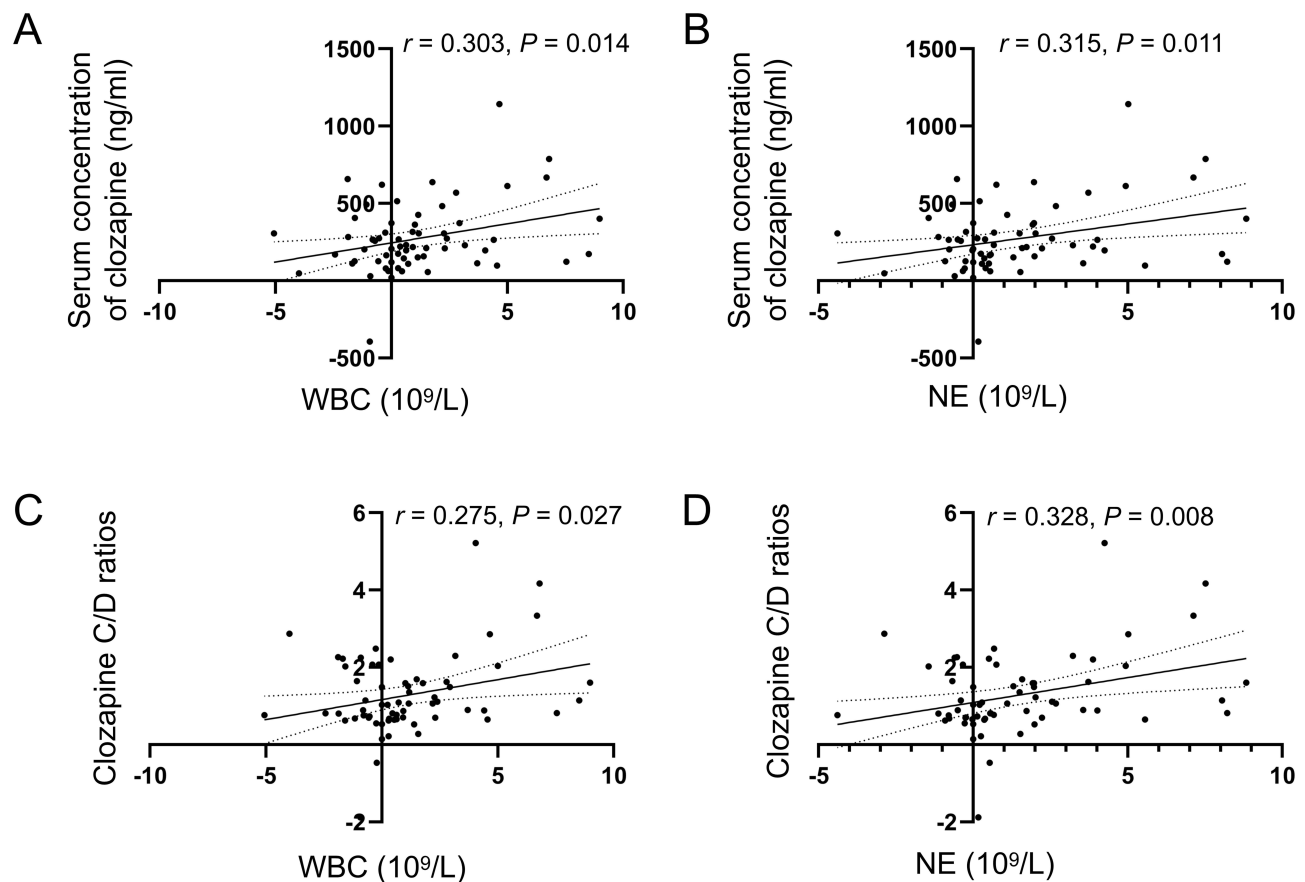 A
r = 0.303, P = 0.014
Serum concentration
of clozapine (ng/ml)
1500
1000
500
-500
-10
-5
5
10
WBC (10⁹/L)
B
r = 0.315, P = 0.011
Serum concentration
of clozapine (ng/ml)
1500
1000
500
-500
-5
5
10
NE (10⁹/L)
C
r = 0.275, P = 0.027
Clozapine C/D ratios
6
4
2
-2
-10
-5
5
10
WBC (10⁹/L)
D
r = 0.328, P = 0.008
Clozapine C/D ratios
6
4
2
-2
-5
5
10
NE (10⁹/L)